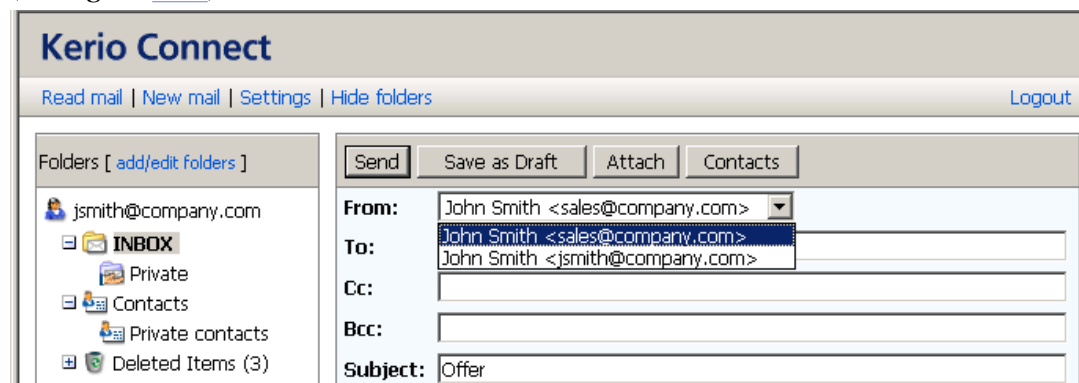 Kerio Connect
Read mail | New mail | Settings | Hide folders Logout
Folders [ add/edit folders ]
jsmith@company.com
INBOX
Private
Contacts
Private contacts
Deleted Items (3)
Send Save as Draft Attach Contacts
From: John Smith <sales@company.com>
John Smith <sales@company.com>
John Smith <jsmith@company.com>
To:
Cc:
Bcc:
Subject: Offer